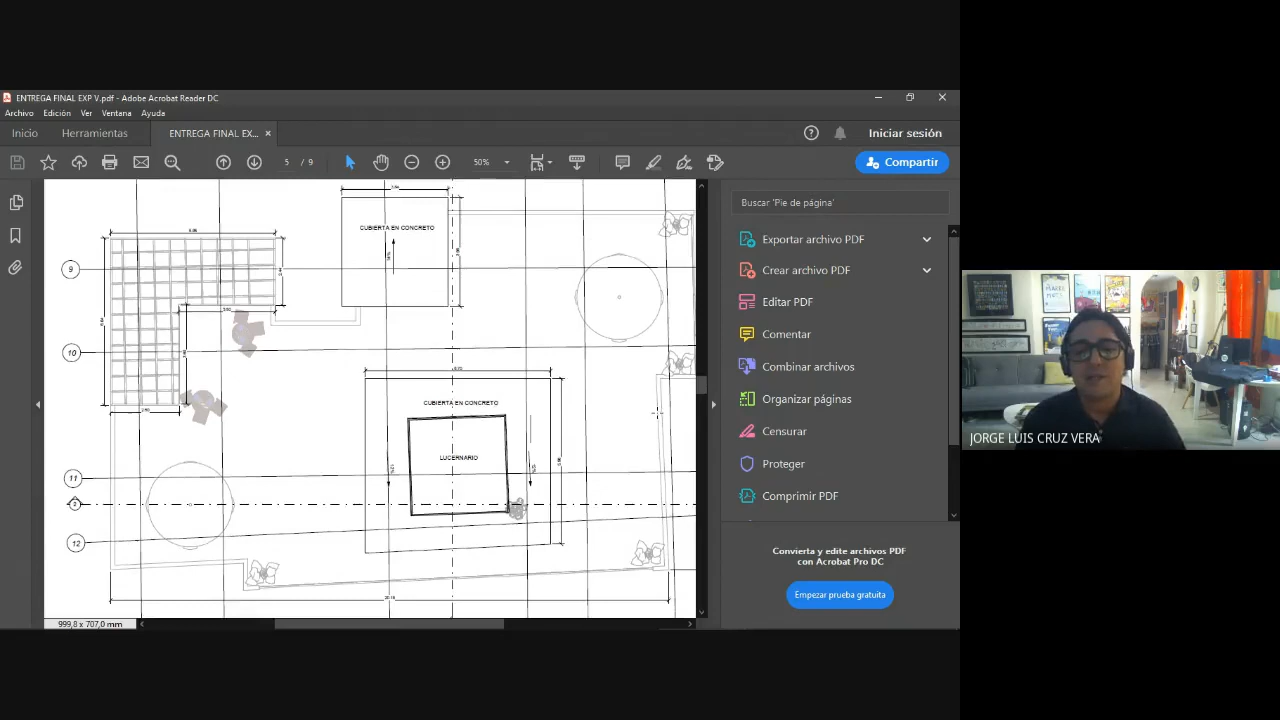 ENTREGA FINAL EXP V.pdf - Adobe Acrobat Reader DC
Archivo Edición Ver Ventana Ayuda
Inicio Herramientas ENTREGA FINAL EX... × Iniciar sesión
5 / 9 50% Compartir
Buscar 'Pie de página'
Exportar archivo PDF
Crear archivo PDF
Editar PDF
Comentar
Combinar archivos
Organizar páginas
Censurar
Proteger
Comprimir PDF
Convierta y edite archivos PDF
con Acrobat Pro DC
Empezar prueba gratuita
CUBIERTA EN CONCRETO
9
10
CUBIERTA EN CONCRETO
LUCERNARIO
11
12
999,8 x 707,0 mm
JORGE LUIS CRUZ VERA